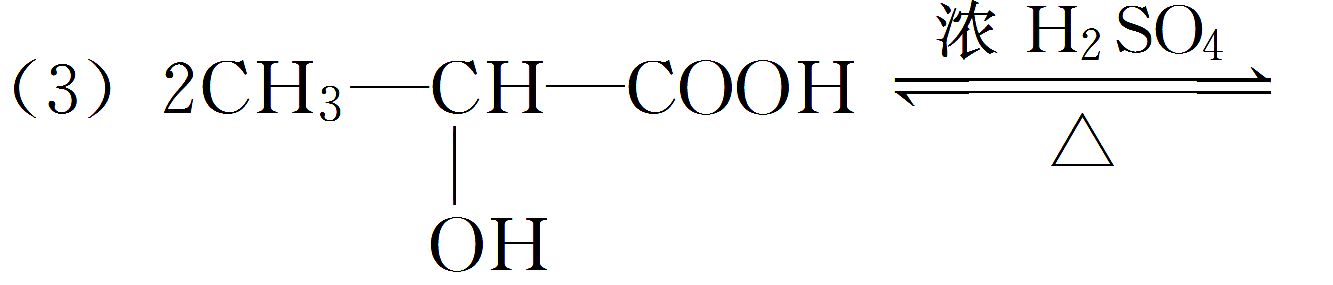 浓 H₂SO₄
(3) 2CH₃—CH—COOH ⇌
△
OH